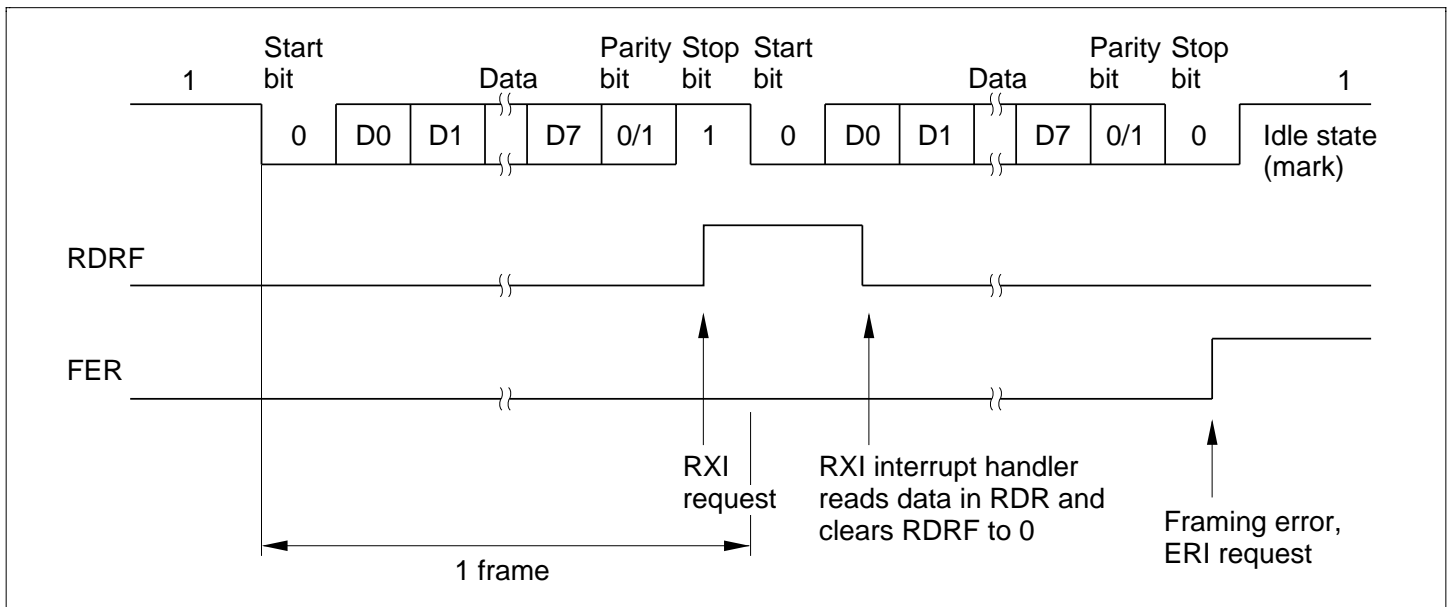 Start Parity Stop Start Parity Stop
1 bit Data bit bit bit Data bit bit 1
0 D0 D1 D7 0/1 1 0 D0 D1 D7 0/1 0 Idle state
(mark)
RDRF
FER
RXI
request
RXI interrupt handler
reads data in RDR and
clears RDRF to 0
Framing error,
ERI request
1 frame